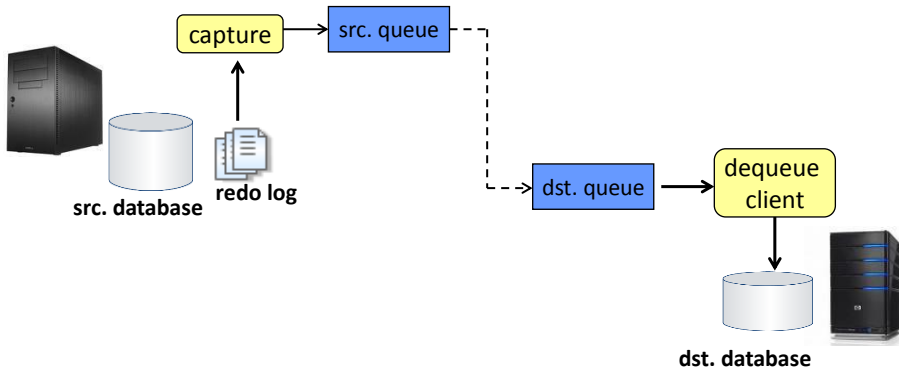 capture
src. queue
redo log
src. database
dst. queue
dequeue
client
dst. database